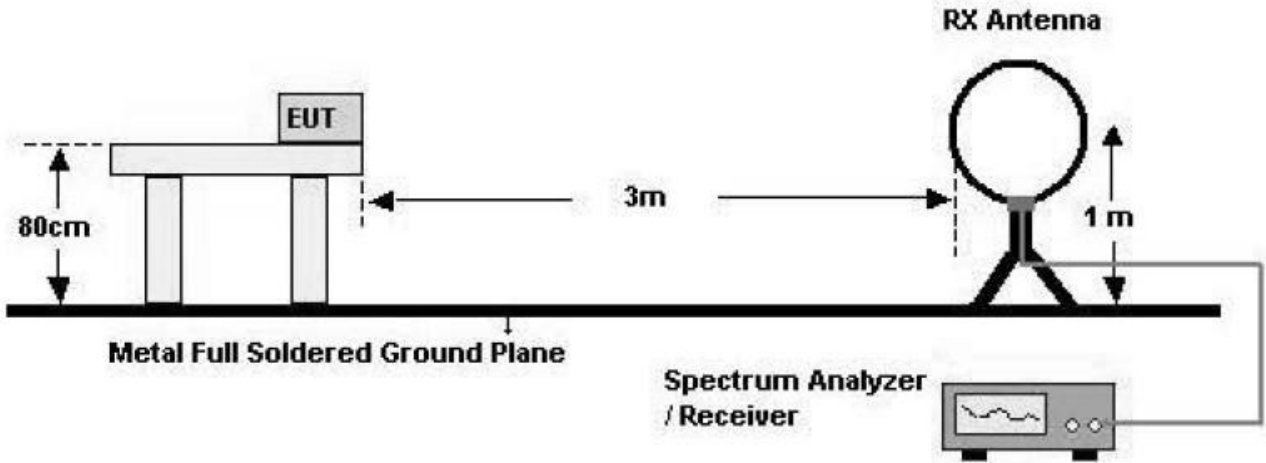 RX Antenna
EUT
80cm
3m
1 m
Metal Full Soldered Ground Plane
Spectrum Analyzer
/ Receiver